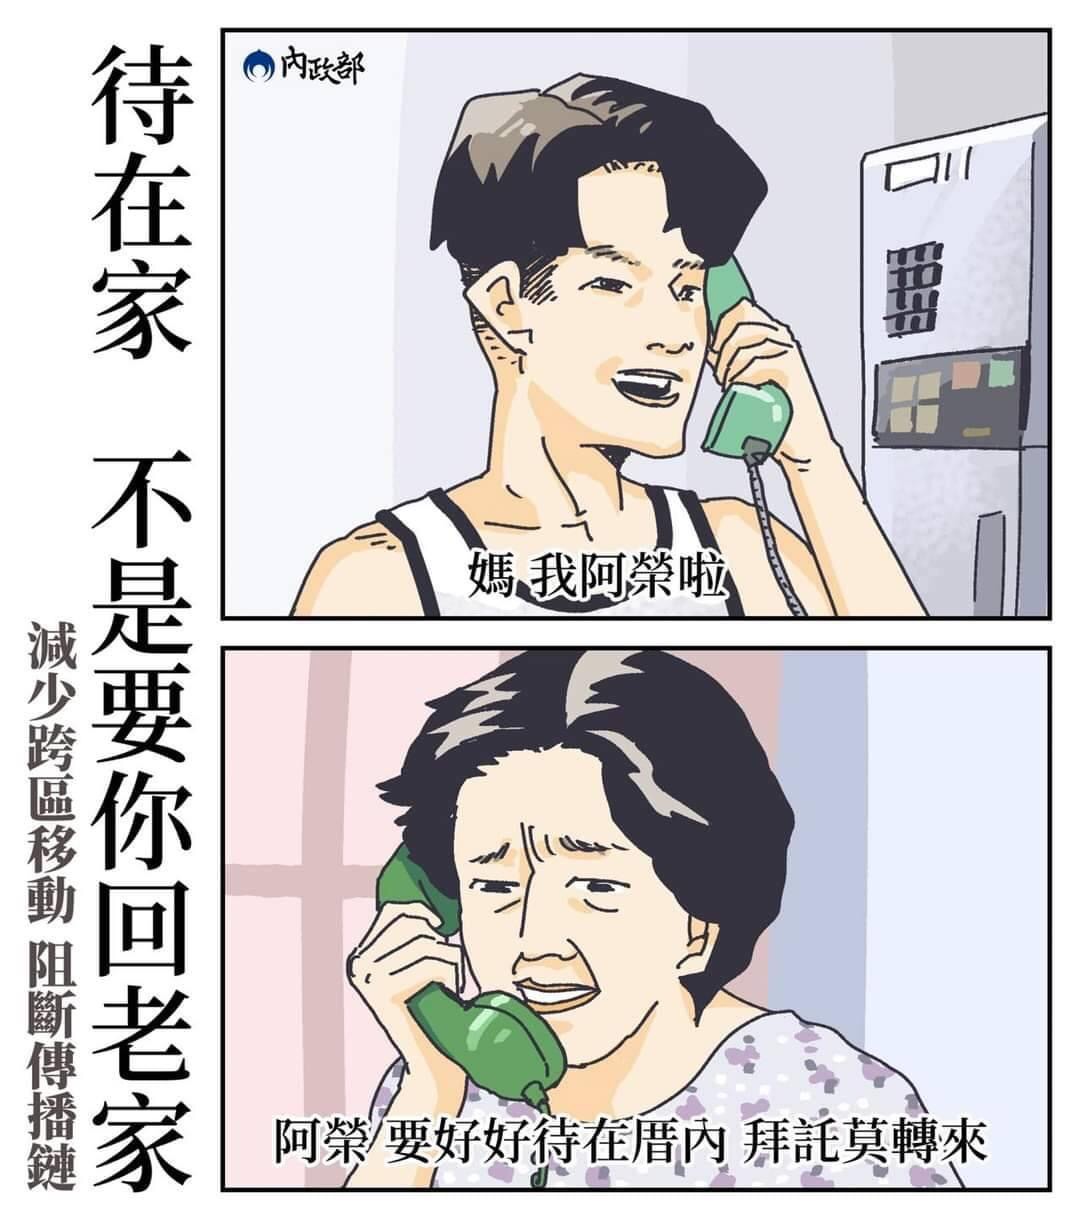 待在家 不是要你回老家
減少跨區移動 阻斷傳播鏈
內政部
媽 我阿榮啦
阿榮 要好好待在厝內 拜託莫轉來